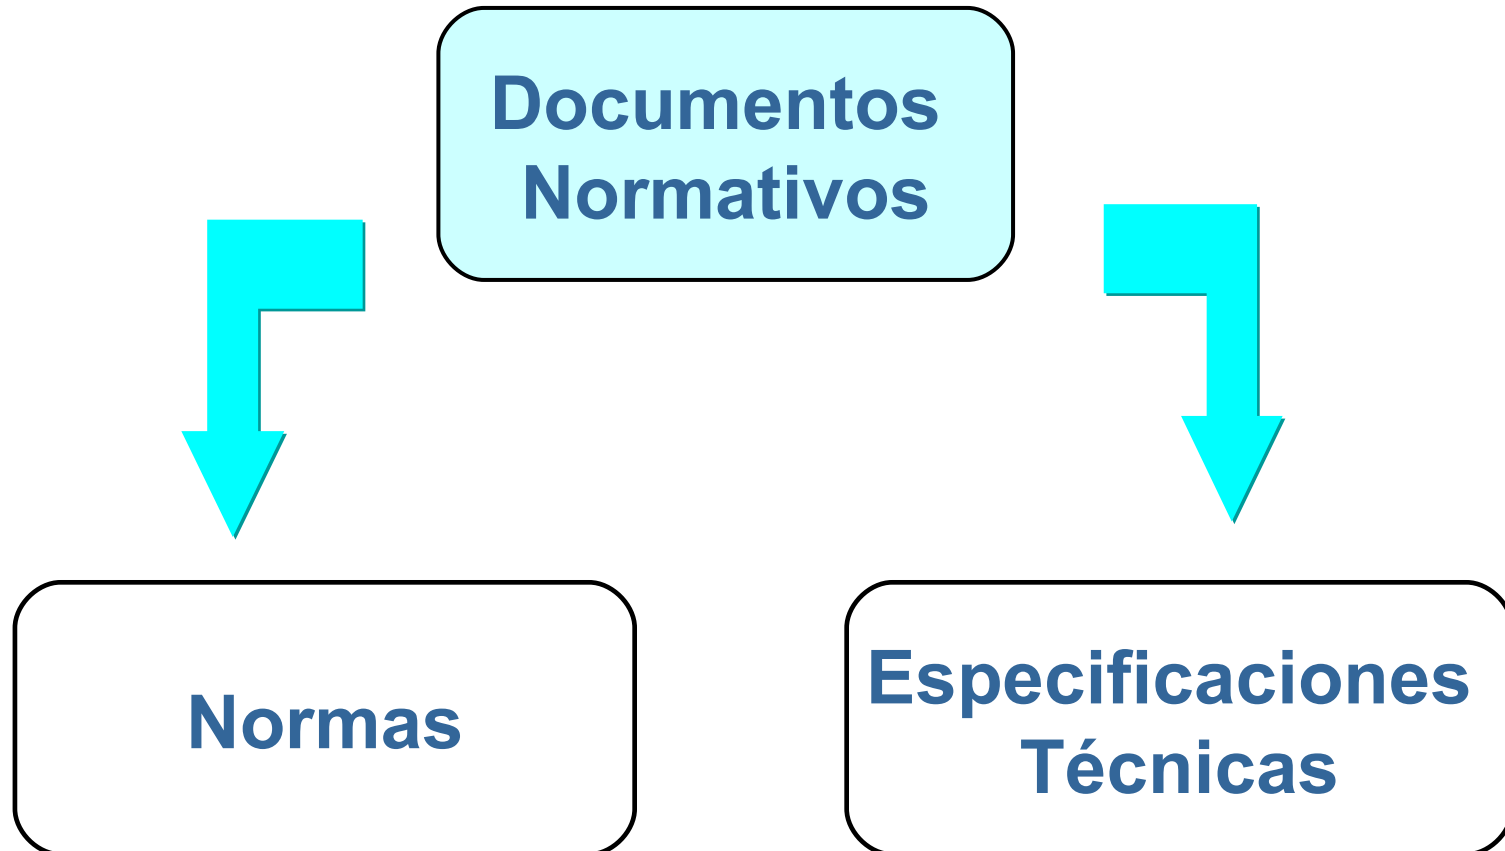 Documentos
Normativos
Normas
Especificaciones
Técnicas